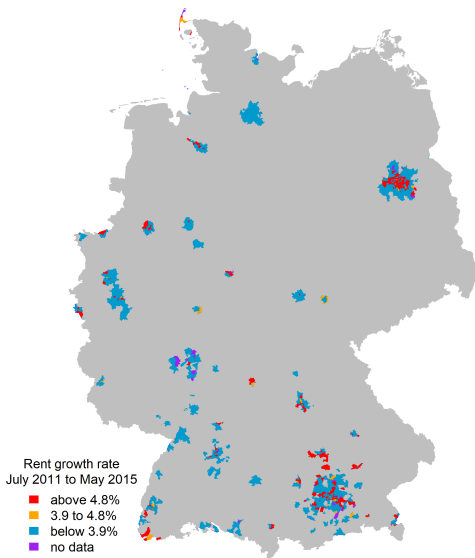 Rent growth rate
July 2011 to May 2015
above 4.8%
3.9 to 4.8%
below 3.9%
no data